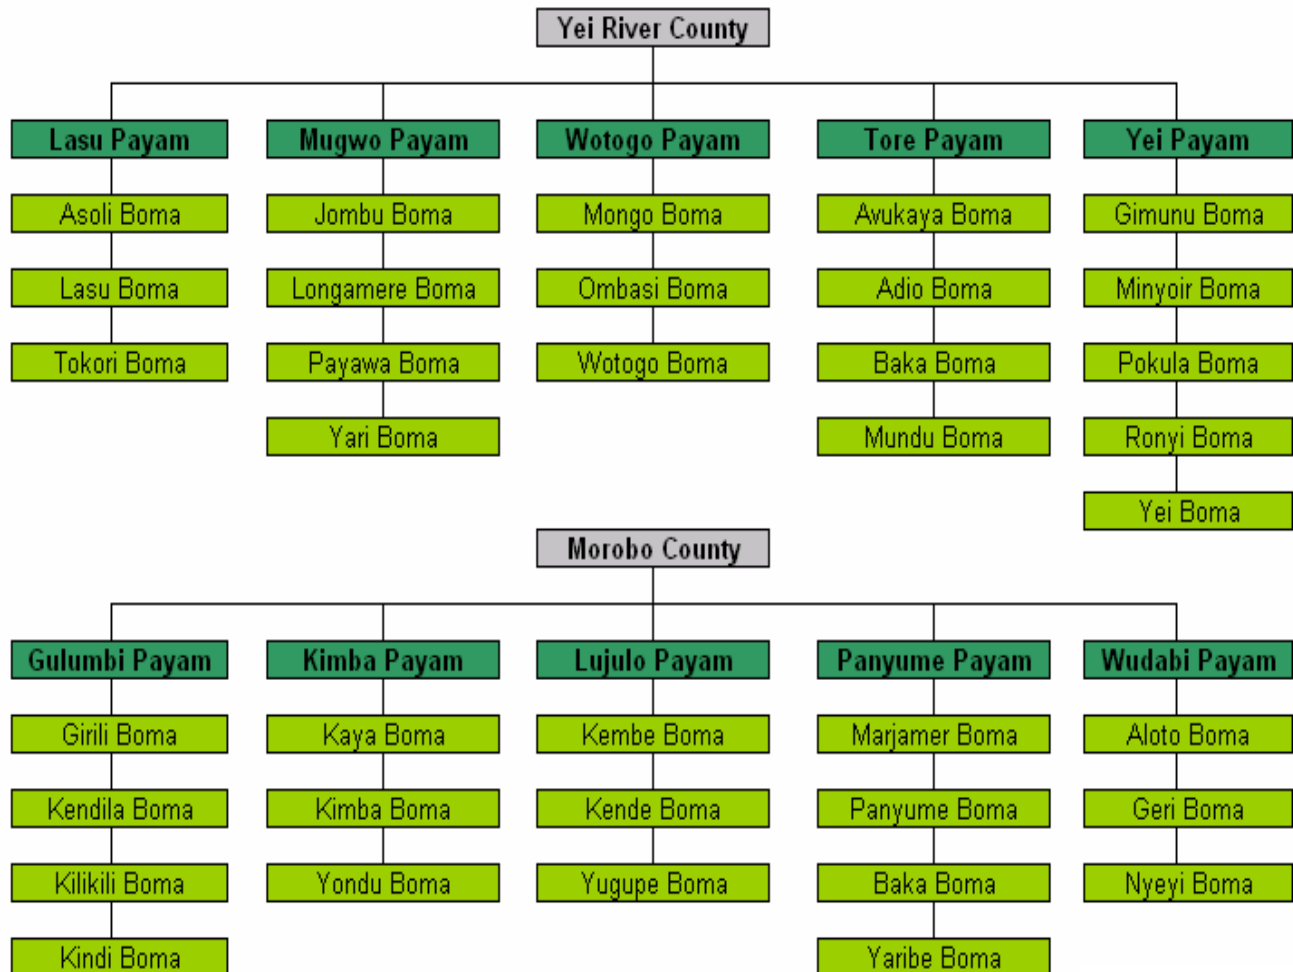 Yei River County
Lasu Payam Mugwo Payam Wotogo Payam Tore Payam Yei Payam
Asoli Boma Jombu Boma Mongo Boma Avukaya Boma Gimunu Boma
Lasu Boma Longamere Boma Ombasi Boma Adio Boma Minyoir Boma
Tokori Boma Payawa Boma Wotogo Boma Baka Boma Pokula Boma
Yari Boma Mundu Boma Ronyi Boma
Yei Boma
Morobo County
Gulumbi Payam Kimba Payam Lujulo Payam Panyume Payam Wudabi Payam
Girili Boma Kaya Boma Kembe Boma Marjamer Boma Aloto Boma
Kendila Boma Kimba Boma Kende Boma Panyume Boma Geri Boma
Kilikili Boma Yondu Boma Yugupe Boma Baka Boma Nyeyi Boma
Kindi Boma Yaribe Boma